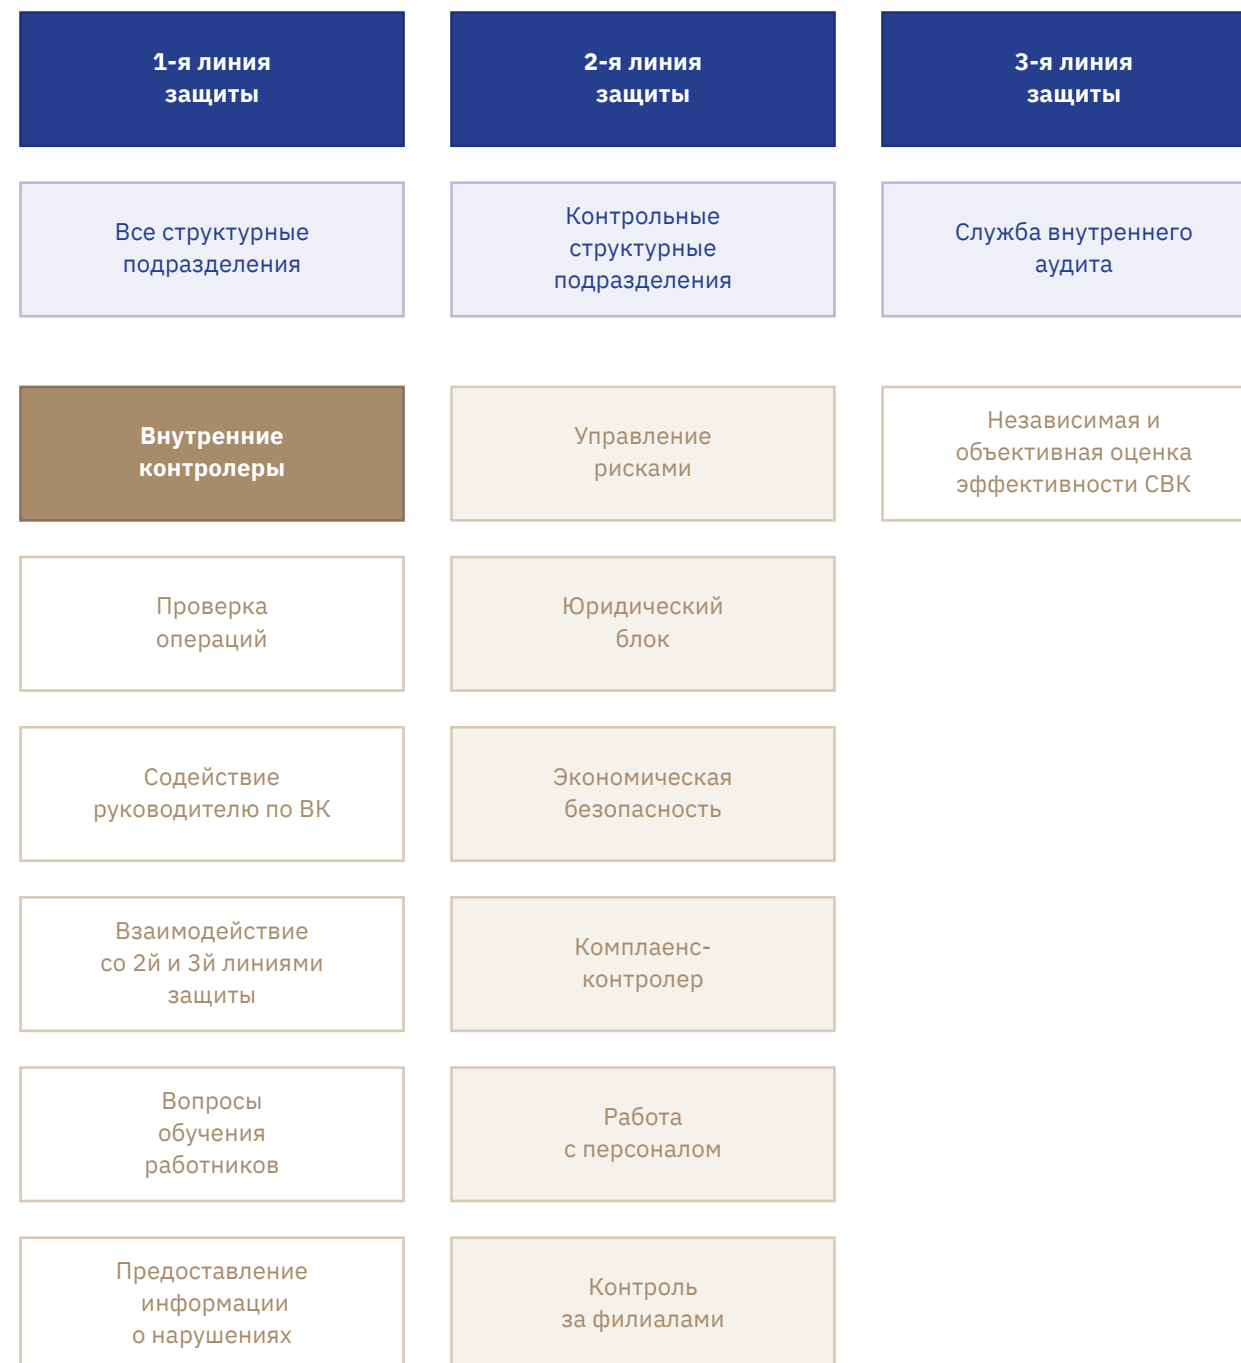 1-я линия
защиты
2-я линия
защиты
3-я линия
защиты
Все структурные
подразделения
Контрольные
структурные
подразделения
Служба внутреннего
аудита
Внутренние
контролеры
Управление
рисками
Независимая и
объективная оценка
эффективности СВК
Проверка
операций
Юридический
блок
Содействие
руководителю по ВК
Экономическая
безопасность
Взаимодействие
со 2й и 3й линиями
защиты
Комплаенс-
контролер
Вопросы
обучения
работников
Работа
с персоналом
Предоставление
информации
о нарушениях
Контроль
за филиалами